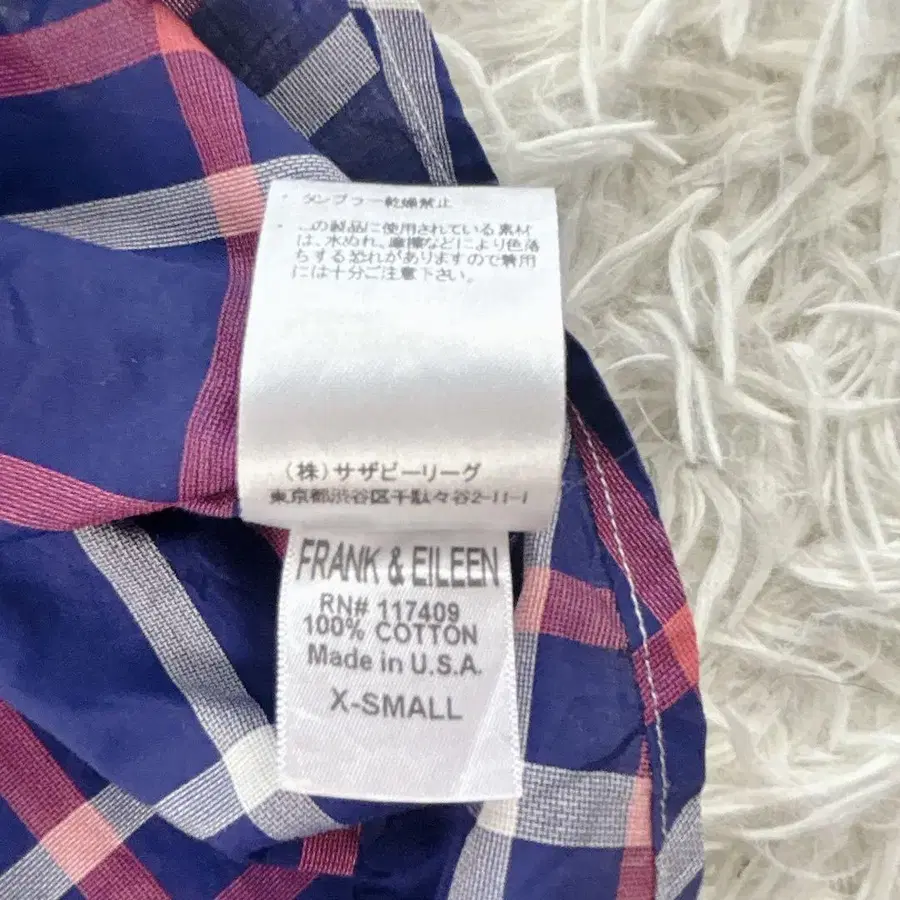 ・タンブラー乾燥禁止
・この製品に使用されている素材
は、水ぬれ、摩擦などにより色落
ちする恐れがありますので着用
には十分ご注意下さい。
（株）サザビーリーグ
東京都渋谷区千駄々谷2-11-1
FRANK & EILEEN
RN# 117409
100% COTTON
Made in U.S.A.
X-SMALL